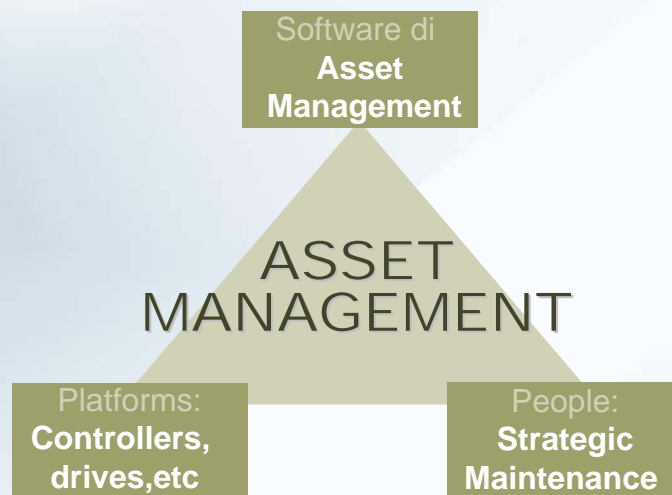 Software di
Asset
Management
ASSET
MANAGEMENT
Platforms:
Controllers,
drives,etc
People:
Strategic
Maintenance